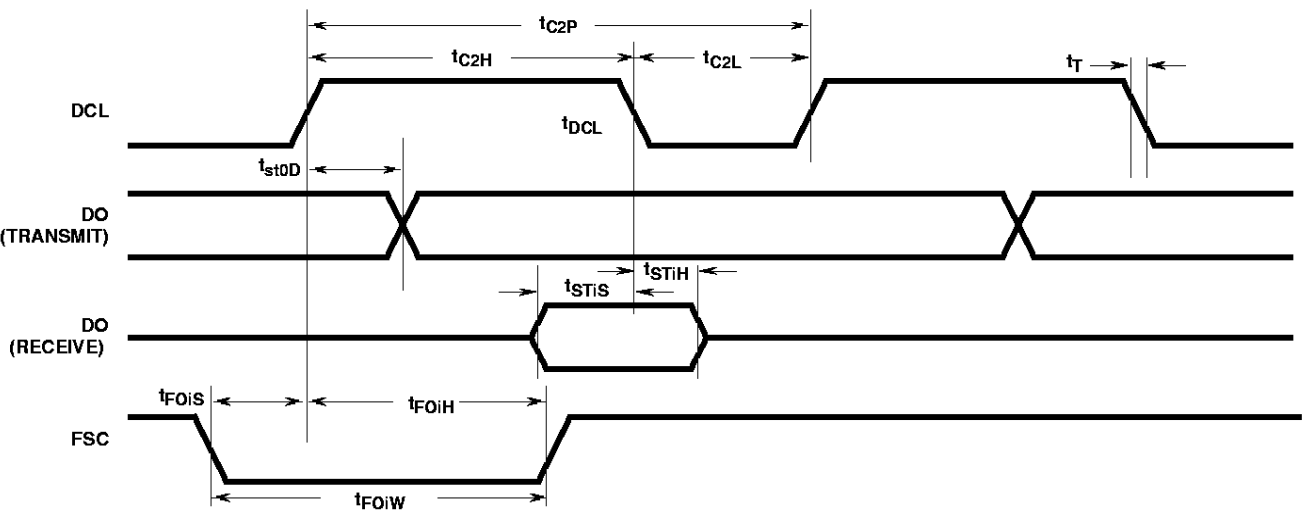 tC2P
tC2H
tC2L
tT
DCL
tDCL
tst0D
DO
(TRANSMIT)
tSTiH
tSTiS
DO
(RECEIVE)
tFOiS
tFOiH
FSC
tFOiW